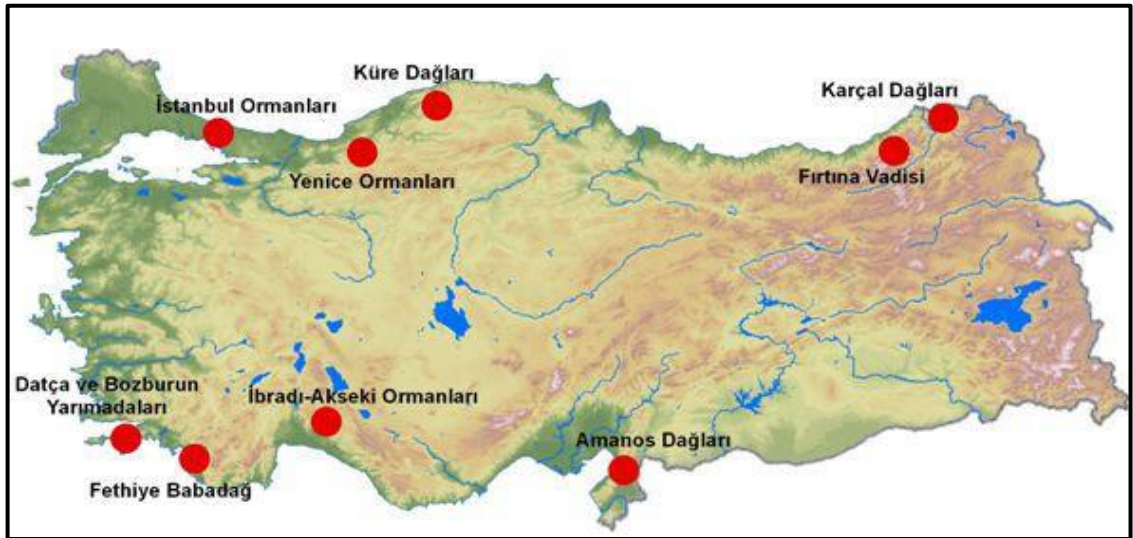 Küre Dağları
İstanbul Ormanları
Karçal Dağları
Yenice Ormanları
Fırtına Vadisi
Datça ve Bozburun
Yarımadaları
İbradı-Akseki Ormanları
Amanos Dağları
Fethiye Babadağ